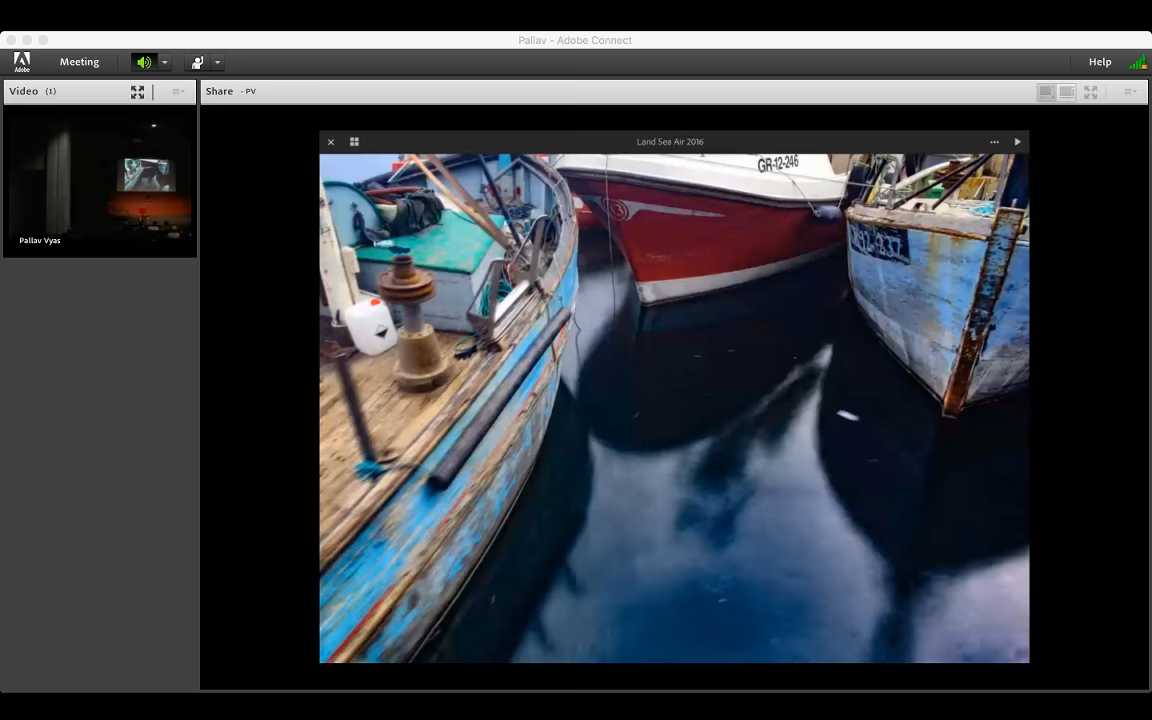 Pallav - Adobe Connect
Adobe
Meeting
Help
Video (1)
Share - PV
Pallav Vyas
Land Sea Air 2016
GR-12-246